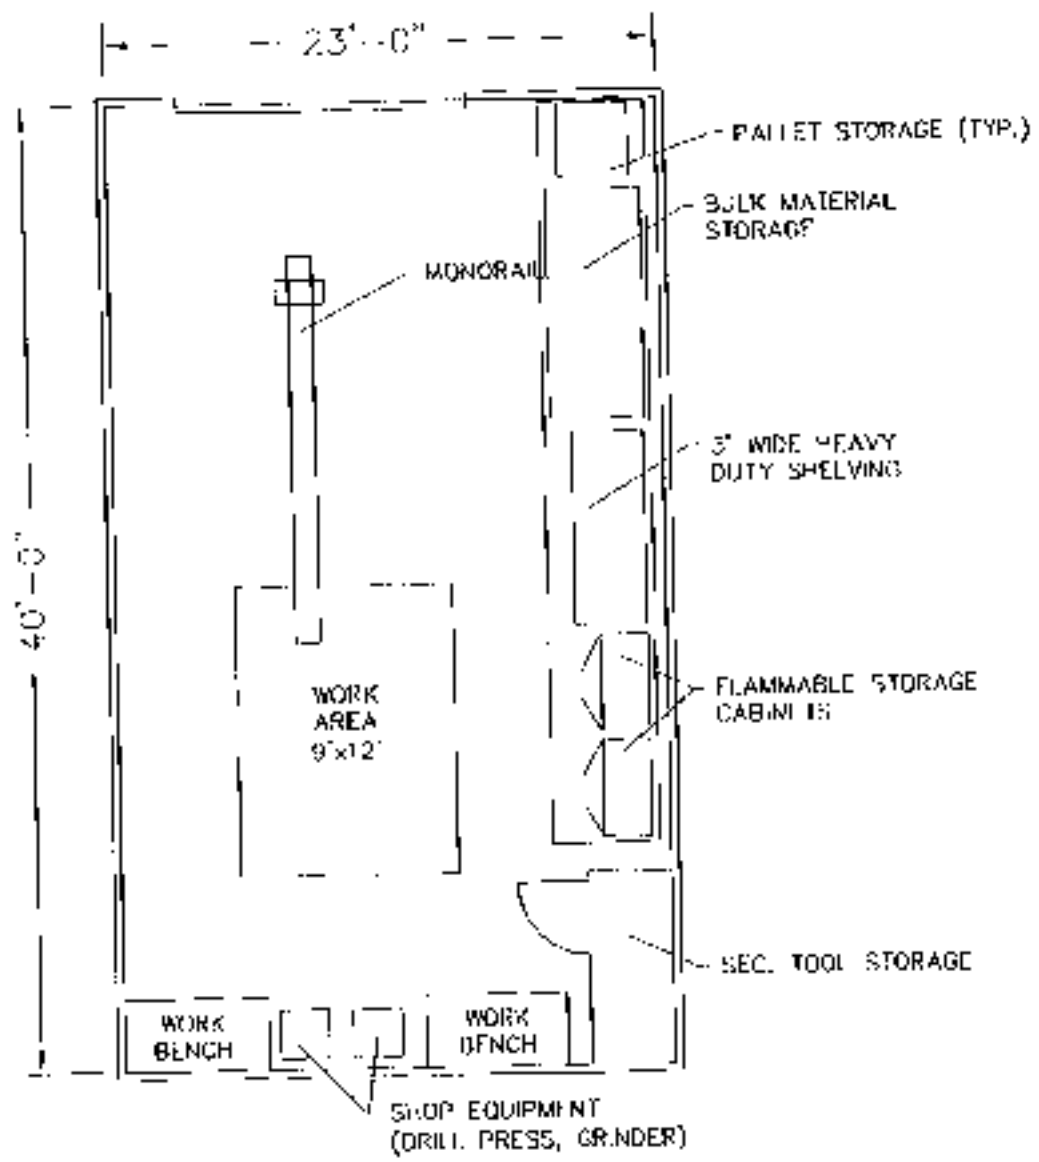 23'-0"
PALLET STORAGE (TYP.)
BULK MATERIAL
STORAGE
MONORAIL
3' WIDE HEAVY
DUTY SHELVING
40'-0"
WORK
AREA
9'x12'
FLAMMABLE STORAGE
CABINETS
SEC. TOOL STORAGE
WORK
BENCH
WORK
BENCH
SHOP EQUIPMENT
(DRILL PRESS, GRINDER)